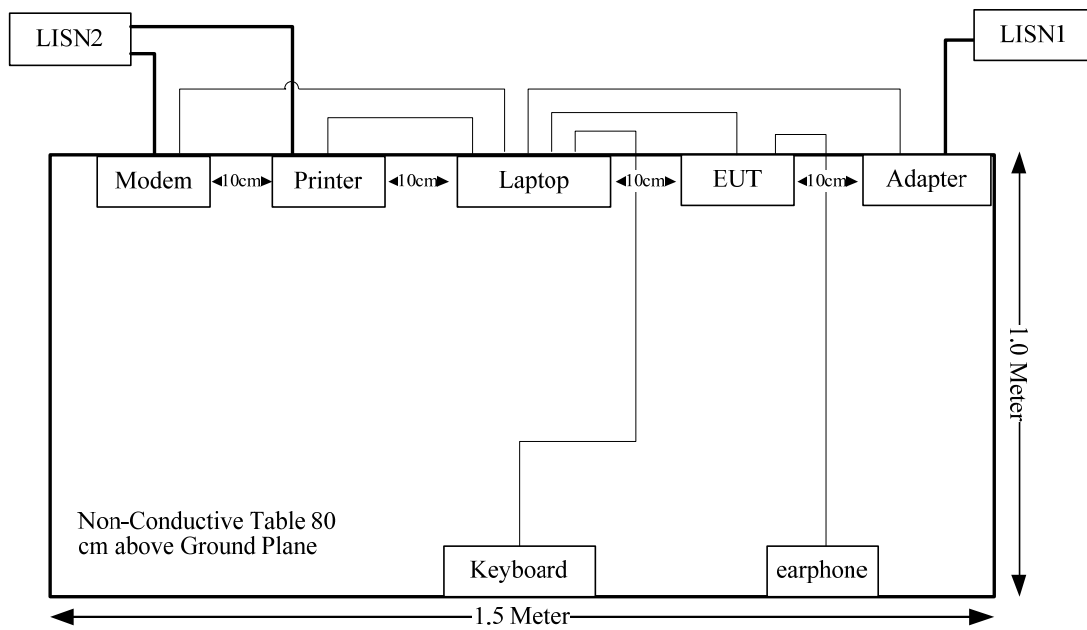 LISN2
LISN1
Modem
10cm
Printer
10cm
Laptop
10cm
EUT
10cm
Adapter
1.0 Meter
Non-Conductive Table 80
cm above Ground Plane
Keyboard
earphone
1.5 Meter